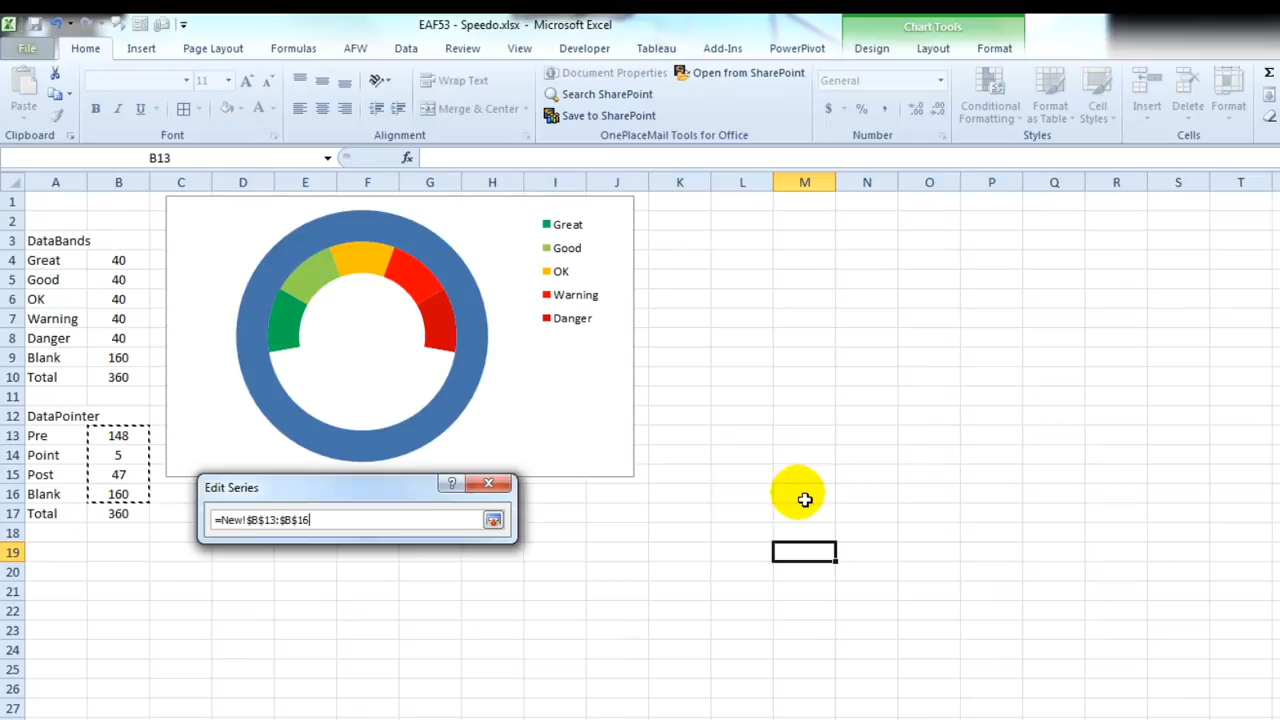 EAF53 - Speedo.xlsx - Microsoft Excel
Chart Tools
File Home Insert Page Layout Formulas AFW Data Review View Developer Tableau Add-Ins PowerPivot Design Layout Format
Paste
11
Wrap Text
Merge & Center
Document Properties
Open from SharePoint
Search SharePoint
Save to SharePoint
General
Conditional Formatting
Format as Table
Cell Styles
Insert
Delete
Format
Clipboard Font Alignment OnePlaceMail Tools for Office Number Styles Cells
B13 fx
A B C D E F G H I J K L M N O P Q R S T
1
2
3 DataBands
4 Great 40
5 Good 40
6 OK 40
7 Warning 40
8 Danger 40
9 Blank 160
10 Total 360
11
12 DataPointer
13 Pre 148
14 Point 5
15 Post 47
16 Blank 160
17 Total 360
18
19
20
21
22
23
24
25
26
27
Great
Good
OK
Warning
Danger
Edit Series
=New!$B$13:$B$16